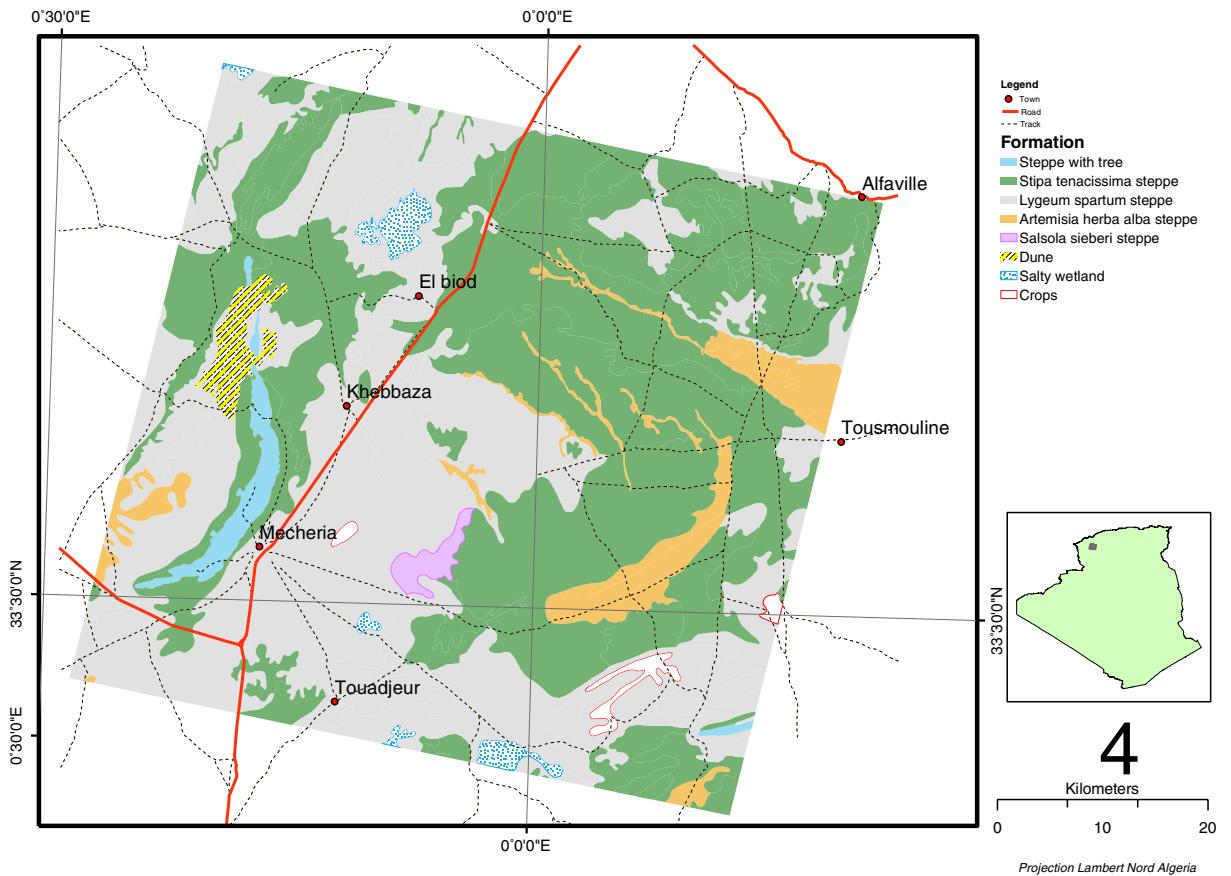 0˚30'0"E
0˚0'0"E
Legend
Town
Road
Track
Formation
Steppe with tree
Stipa tenacissima steppe
Lygeum spartum steppe
Artemisia herba alba steppe
Salsola sieberi steppe
Dune
Salty wetland
Crops
Alfaville
El biod
Khebbaza
Tousmouline
Mecheria
33˚30'0"N
33˚30'0"N
Touadjeur
0˚30'0"E
0˚0'0"E
4
Kilometers
0
10
20
Projection Lambert Nord Algeria